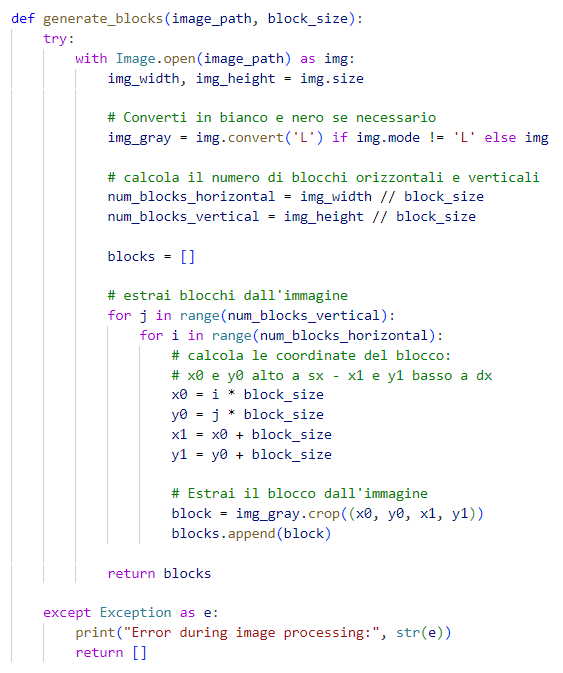 def generate_blocks(image_path, block_size):
    try:
        with Image.open(image_path) as img:
            img_width, img_height = img.size

            # Converti in bianco e nero se necessario
            img_gray = img.convert('L') if img.mode != 'L' else img

            # calcola il numero di blocchi orizzontali e verticali
            num_blocks_horizontal = img_width // block_size
            num_blocks_vertical = img_height // block_size

            blocks = []

            # estrai blocchi dall'immagine
            for j in range(num_blocks_vertical):
                for i in range(num_blocks_horizontal):
                    # calcola le coordinate del blocco:
                    # x0 e y0 alto a sx - x1 e y1 basso a dx
                    x0 = i * block_size
                    y0 = j * block_size
                    x1 = x0 + block_size
                    y1 = y0 + block_size

                    # Estrai il blocco dall'immagine
                    block = img_gray.crop((x0, y0, x1, y1))
                    blocks.append(block)

            return blocks

    except Exception as e:
        print("Error during image processing:", str(e))
        return []